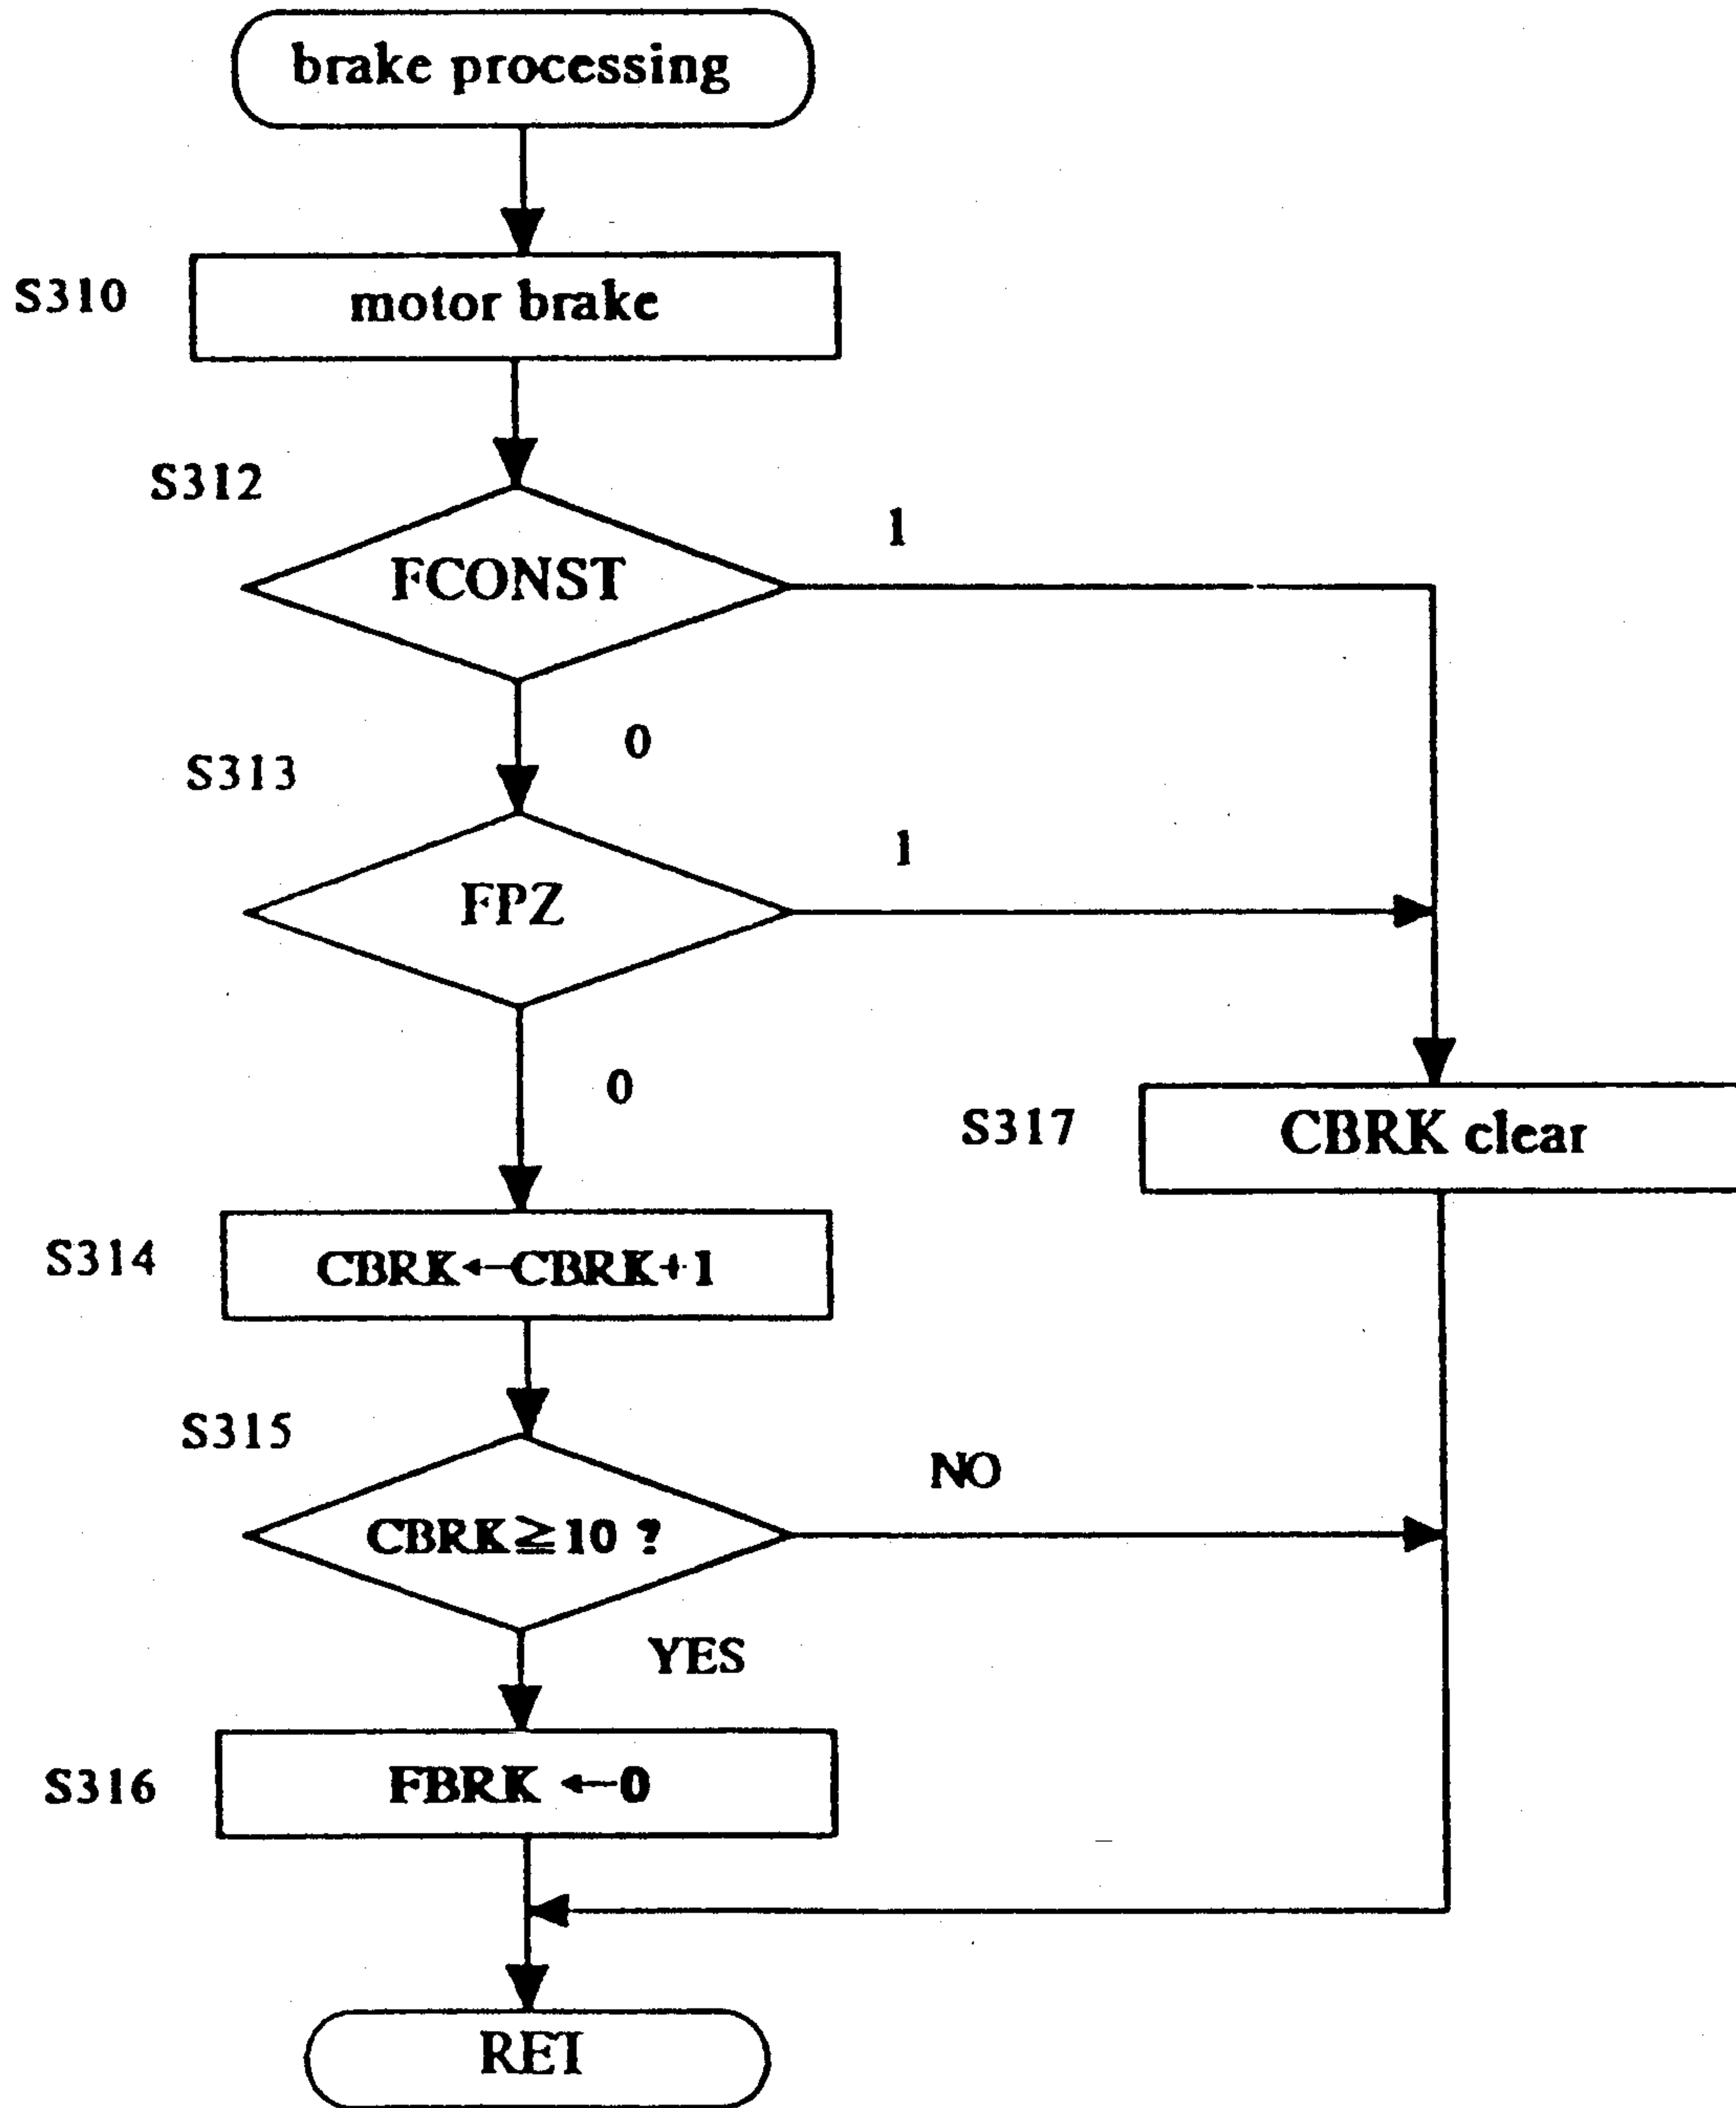 brake processing
S310
motor brake
S312
FCONST
1
0
S313
FPZ
1
0
S317
CBRK clear
S314
CBRK←CBRK+1
S315
CBRK≧10 ?
NO
YES
S316
FBRK ←0
REI